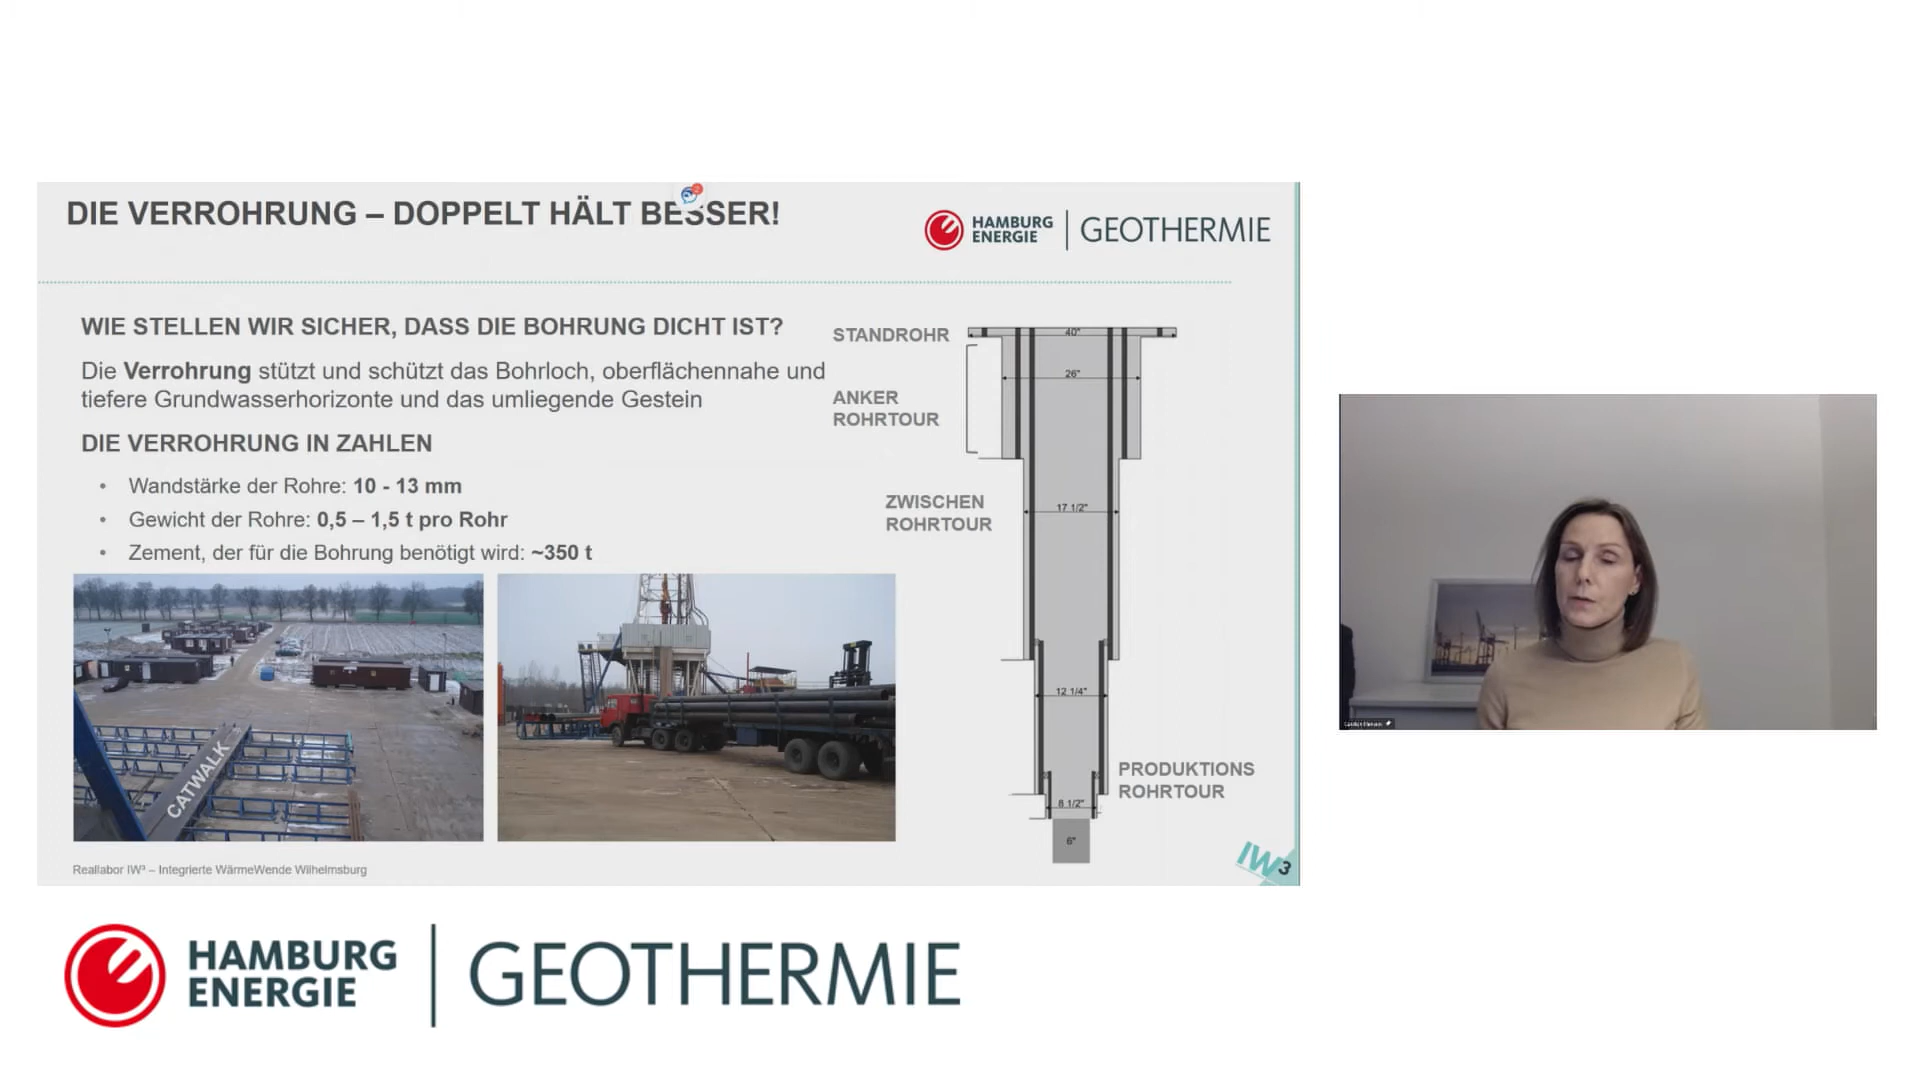 DIE VERROHRUNG – DOPPELT HÄLT BESSER!
HAMBURG
ENERGIE
GEOTHERMIE
WIE STELLEN WIR SICHER, DASS DIE BOHRUNG DICHT IST?
Die Verrohrung stützt und schützt das Bohrloch, oberflächennahe und
tiefere Grundwasserhorizonte und das umliegende Gestein
DIE VERROHRUNG IN ZAHLEN
• Wandstärke der Rohre: 10 - 13 mm
• Gewicht der Rohre: 0,5 – 1,5 t pro Rohr
• Zement, der für die Bohrung benötigt wird: ~350 t
CATWALK
STANDROHR
40"
26"
ANKER
ROHRTOUR
ZWISCHEN
ROHRTOUR
17 1/2"
12 1/4"
PRODUKTIONS
ROHRTOUR
8 1/2"
6"
Reallabor IW³ – Integrierte WärmeWende Wilhelmsburg
IW3
HAMBURG
ENERGIE
GEOTHERMIE